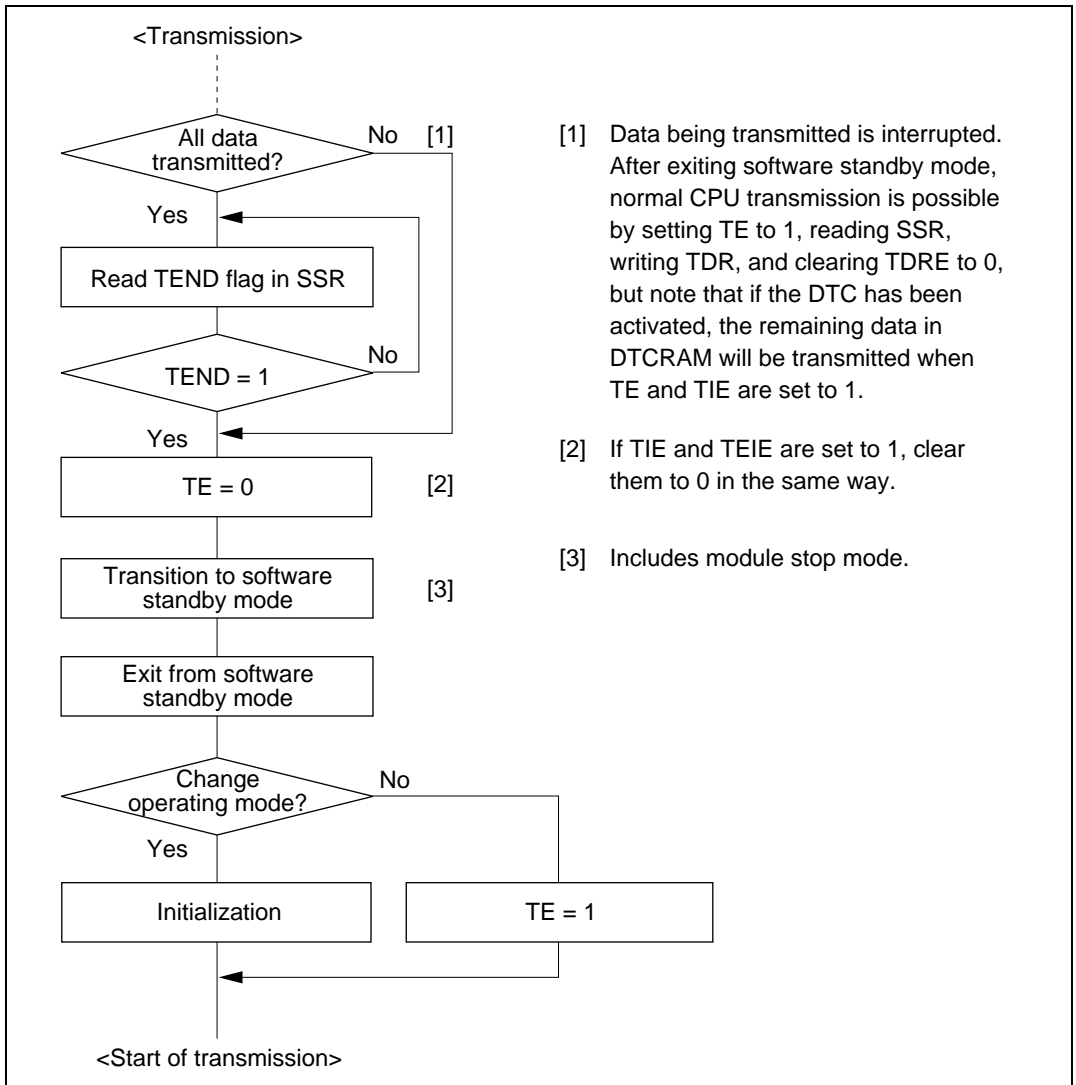 <Transmission>
All data
transmitted?
No
[1]
Yes
Read TEND flag in SSR
No
TEND = 1
Yes
TE = 0
[2]
Transition to software
standby mode
[3]
Exit from software
standby mode
Change
operating mode?
No
Yes
Initialization
TE = 1
<Start of transmission>
[1] Data being transmitted is interrupted.
After exiting software standby mode,
normal CPU transmission is possible
by setting TE to 1, reading SSR,
writing TDR, and clearing TDRE to 0,
but note that if the DTC has been
activated, the remaining data in
DTCRAM will be transmitted when
TE and TIE are set to 1.
[2] If TIE and TEIE are set to 1, clear
them to 0 in the same way.
[3] Includes module stop mode.